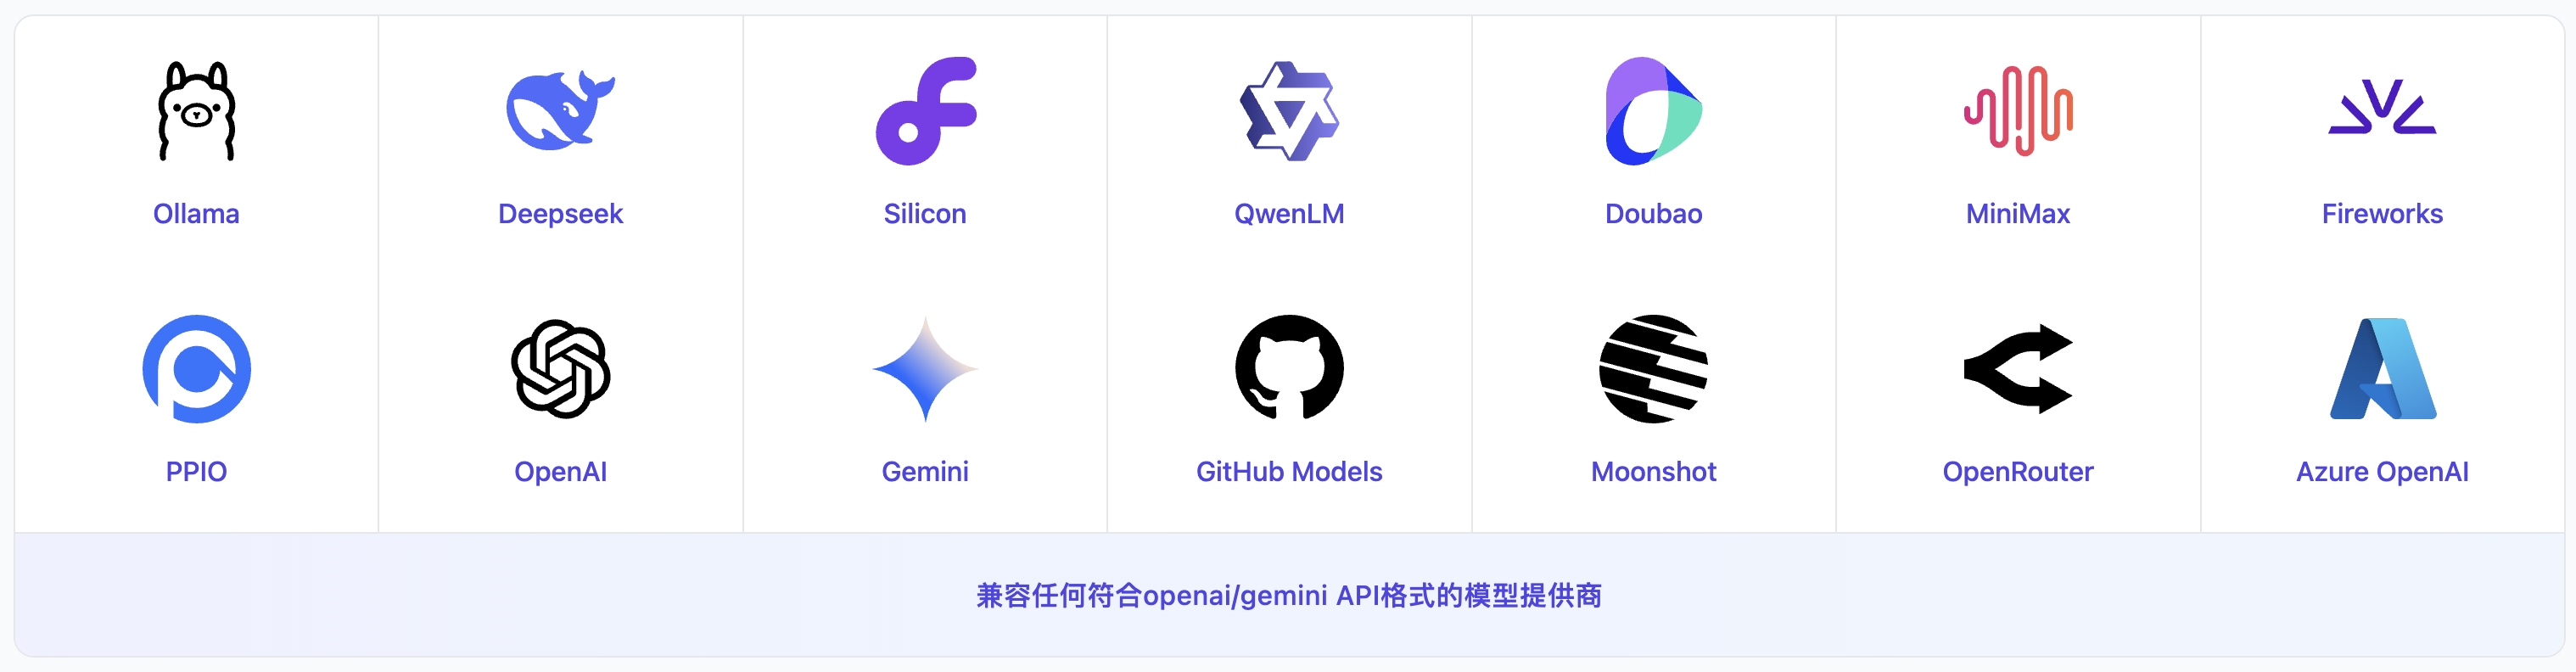 Ollama
Deepseek
Silicon
QwenLM
Doubao
MiniMax
Fireworks
PPIO
OpenAI
Gemini
GitHub Models
Moonshot
OpenRouter
Azure OpenAI
兼容任何符合openai/gemini API格式的模型提供商